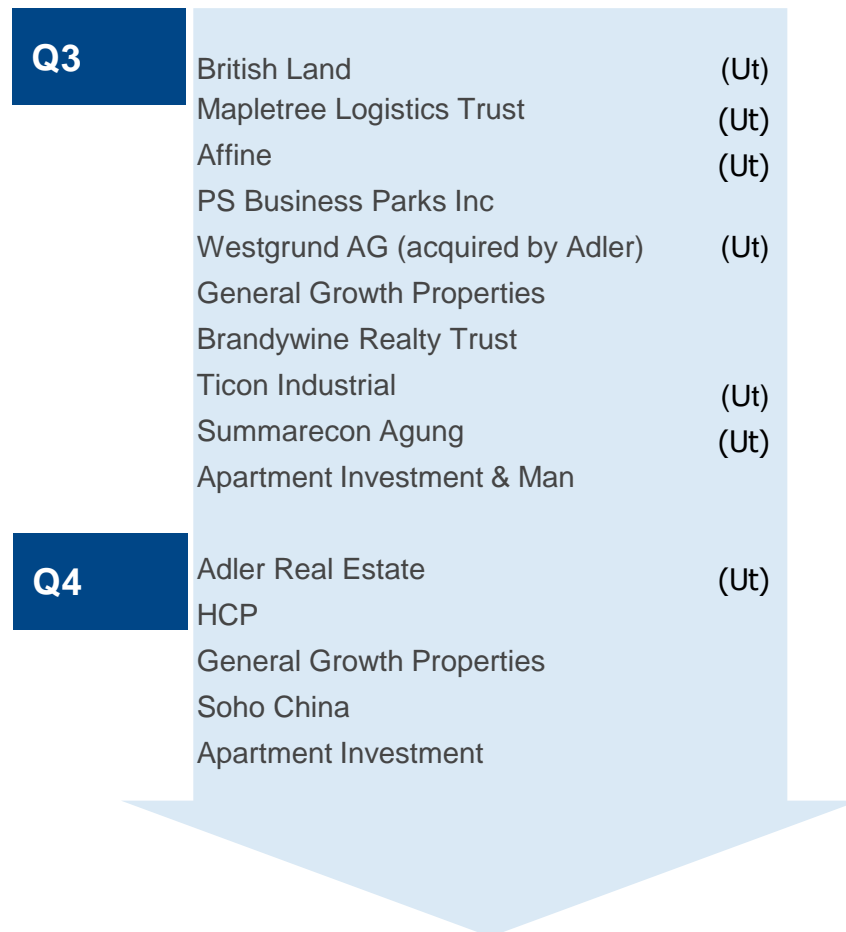 Q3
British Land (Ut)
Mapletree Logistics Trust (Ut)
Affine (Ut)
PS Business Parks Inc
Westgrund AG (acquired by Adler) (Ut)
General Growth Properties
Brandywine Realty Trust
Ticon Industrial (Ut)
Summarecon Agung (Ut)
Apartment Investment & Man
Q4
Adler Real Estate (Ut)
HCP
General Growth Properties
Soho China
Apartment Investment